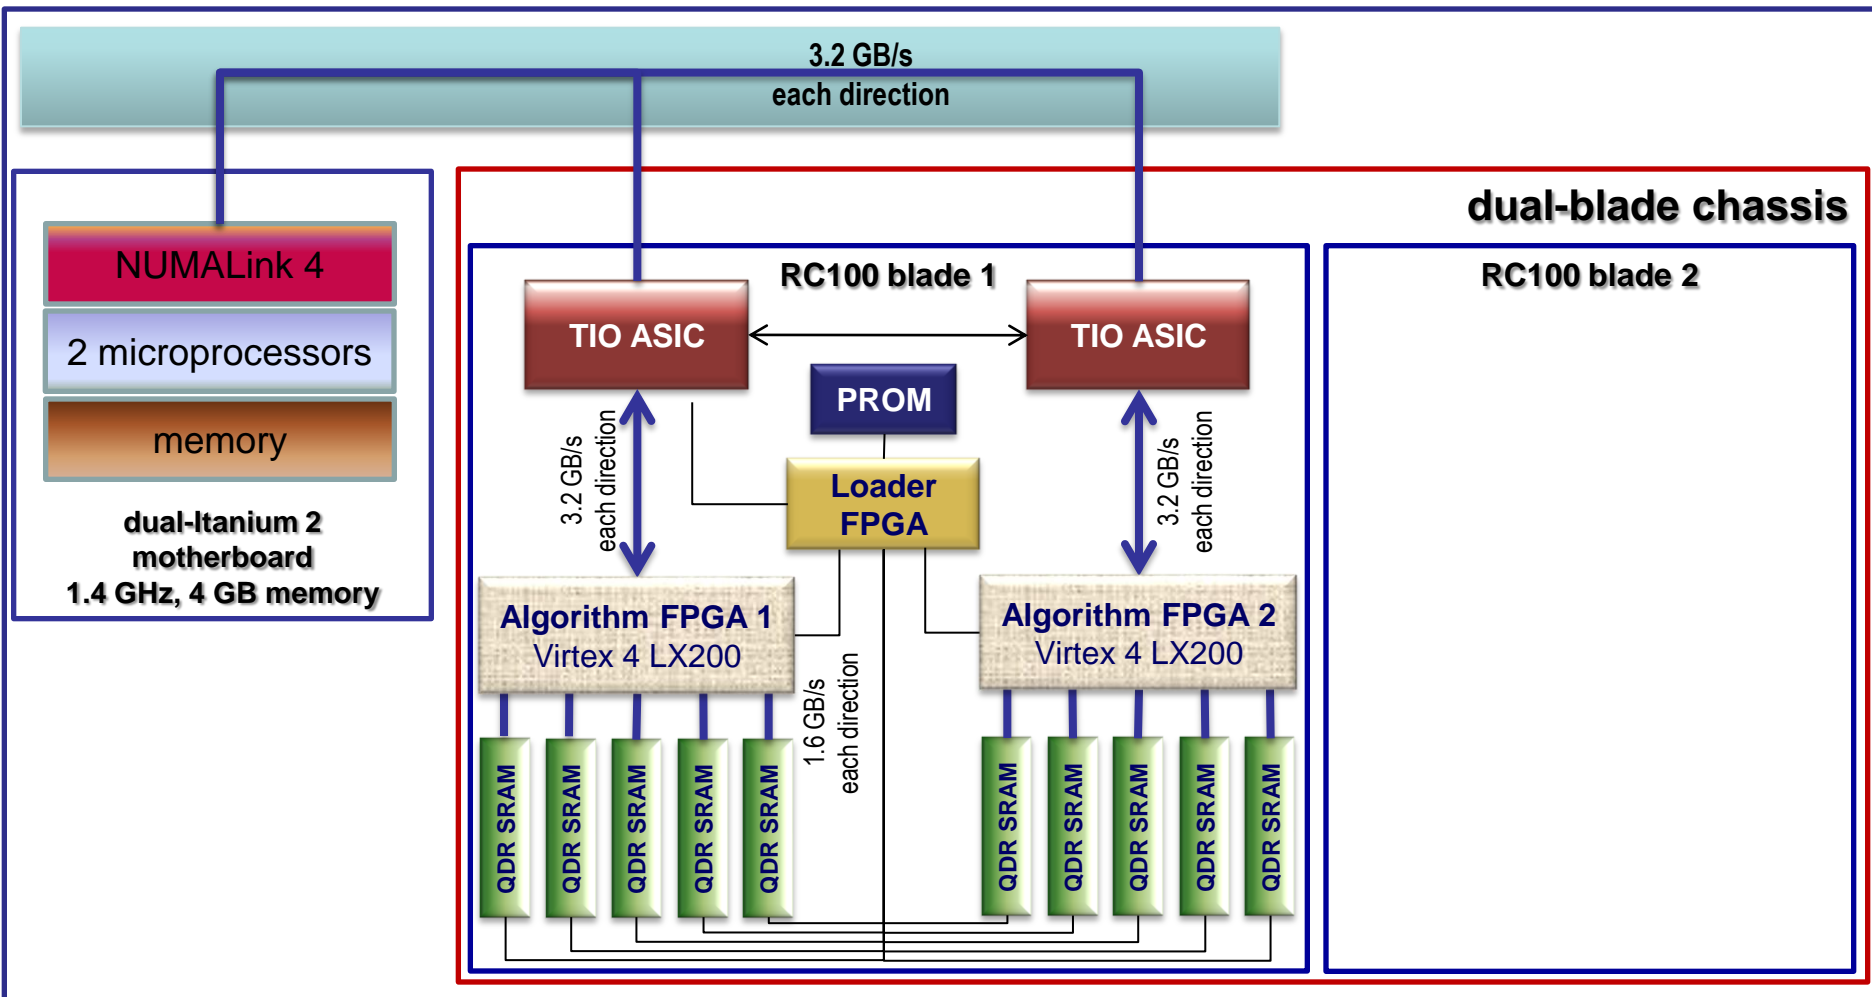 3.2 GB/s
each direction
dual-blade chassis
NUMALink 4
2 microprocessors
memory
dual-Itanium 2
motherboard
1.4 GHz, 4 GB memory
RC100 blade 1
TIO ASIC
TIO ASIC
PROM
Loader
FPGA
3.2 GB/s
each direction
3.2 GB/s
each direction
Algorithm FPGA 1
Virtex 4 LX200
Algorithm FPGA 2
Virtex 4 LX200
1.6 GB/s
each direction
QDR SRAM
QDR SRAM
QDR SRAM
QDR SRAM
QDR SRAM
QDR SRAM
QDR SRAM
QDR SRAM
QDR SRAM
QDR SRAM
RC100 blade 2